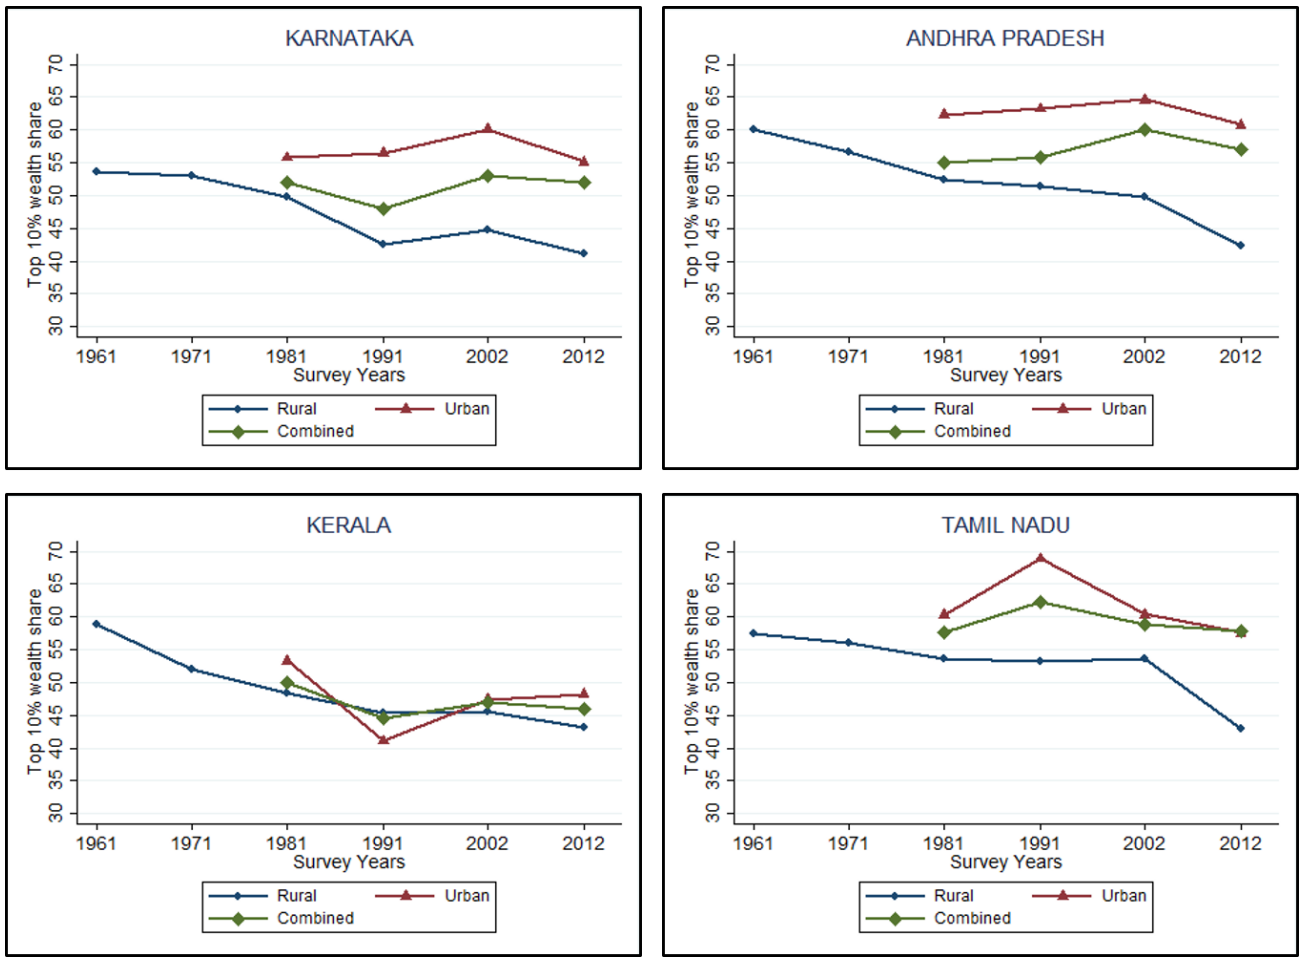 KARNATAKA
Top 10% wealth share
70
65
60
55
50
45
40
35
30
1961 1971 1981 1991 2002 2012
Survey Years
Rural Urban
Combined
ANDHRA PRADESH
Top 10% wealth share
70
65
60
55
50
45
40
35
30
1961 1971 1981 1991 2002 2012
Survey Years
Rural Urban
Combined
KERALA
Top 10% wealth share
70
65
60
55
50
45
40
35
30
1961 1971 1981 1991 2002 2012
Survey Years
Rural Urban
Combined
TAMIL NADU
Top 10% wealth share
70
65
60
55
50
45
40
35
30
1961 1971 1981 1991 2002 2012
Survey Years
Rural Urban
Combined